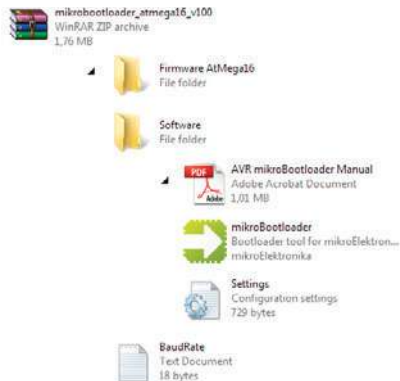 mikrobootloader_atmega16_v100
WinRAR ZIP archive
1,76 MB
Firmware AtMega16
File folder
Software
File folder
PDF
Adobe
AVR mikroBootloader Manual
Adobe Acrobat Document
1,01 MB
mikroBootloader
Bootloader tool for mikroElektron...
mikroElektronika
Settings
Configuration settings
729 bytes
BaudRate
Text Document
18 bytes